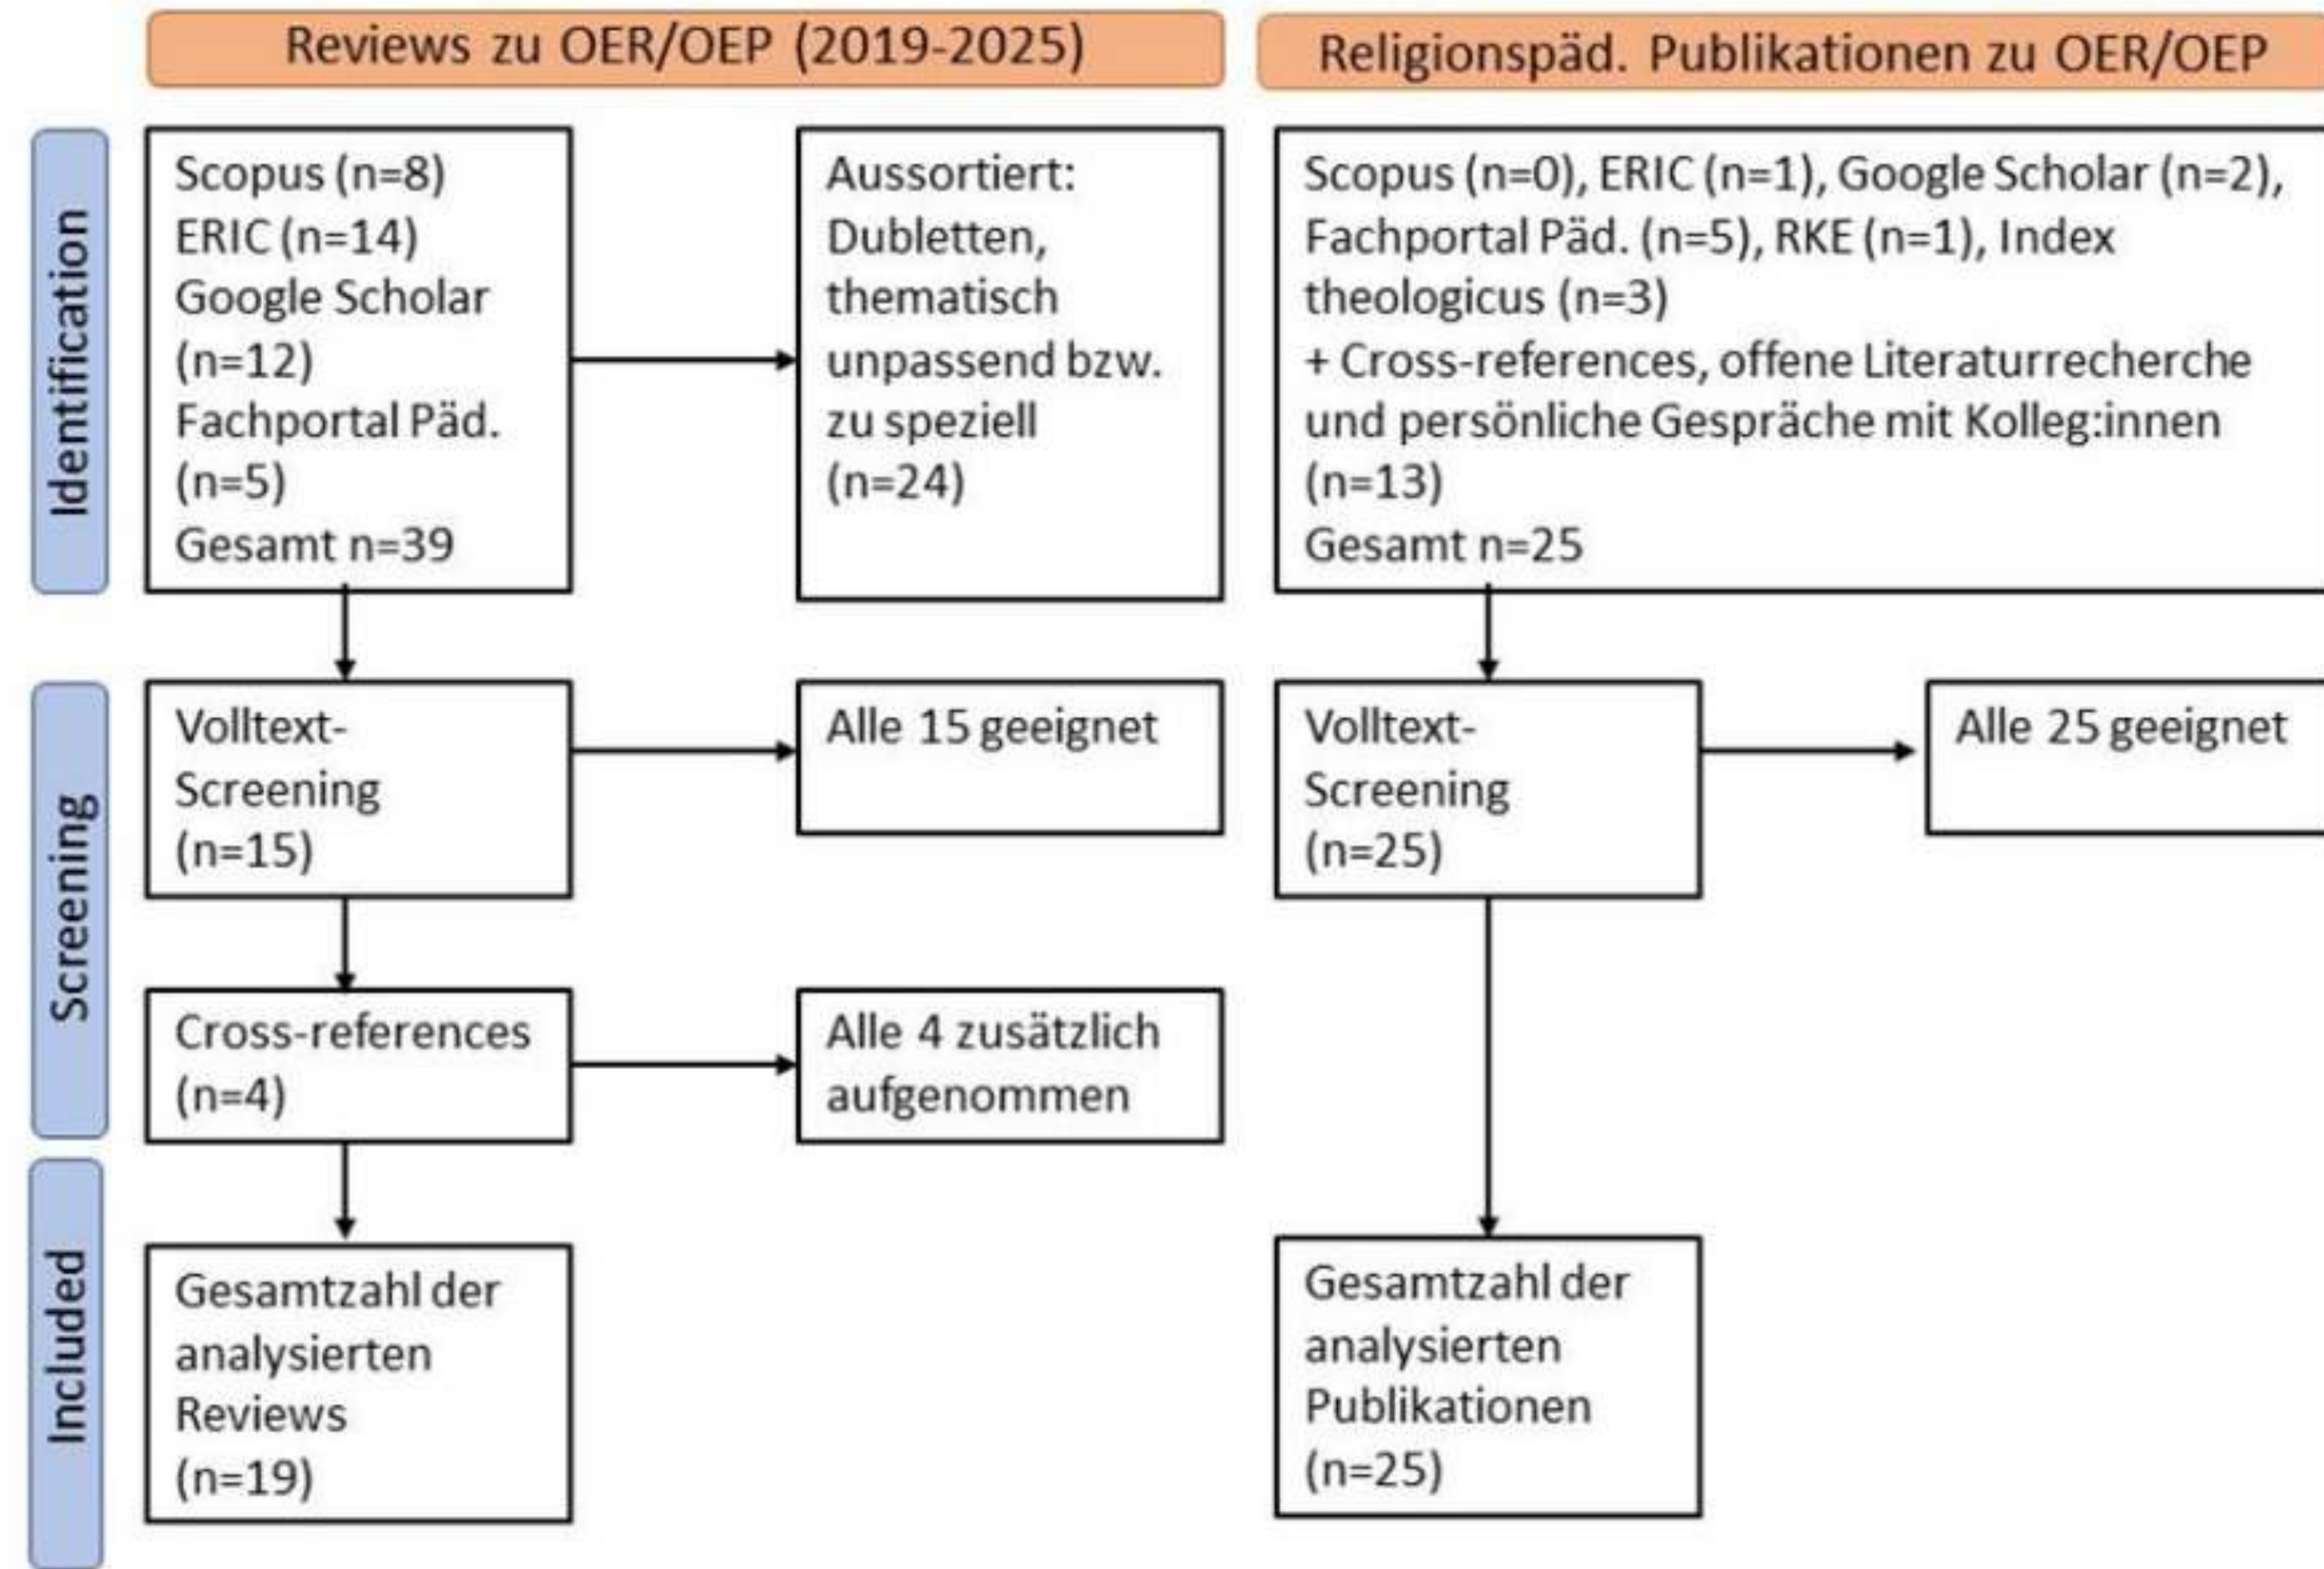 Reviews zu OER/OEP (2019-2025)
Religionspäd. Publikationen zu OER/OEP
Identification
Scopus (n=8)
ERIC (n=14)
Google Scholar
(n=12)
Fachportal Päd.
(n=5)
Gesamt n=39
Aussortiert:
Dubletten,
thematisch
unpassend bzw.
zu speziell
(n=24)
Scopus (n=0), ERIC (n=1), Google Scholar (n=2),
Fachportal Päd. (n=5), RKE (n=1), Index
theologicus (n=3)
+ Cross-references, offene Literaturrecherche
und persönliche Gespräche mit Kolleg:innen
(n=13)
Gesamt n=25
Screening
Volltext-
Screening
(n=15)
Alle 15 geeignet
Volltext-
Screening
(n=25)
Alle 25 geeignet
Cross-references
(n=4)
Alle 4 zusätzlich
aufgenommen
Included
Gesamtzahl der
analysierten
Reviews
(n=19)
Gesamtzahl der
analysierten
Publikationen
(n=25)